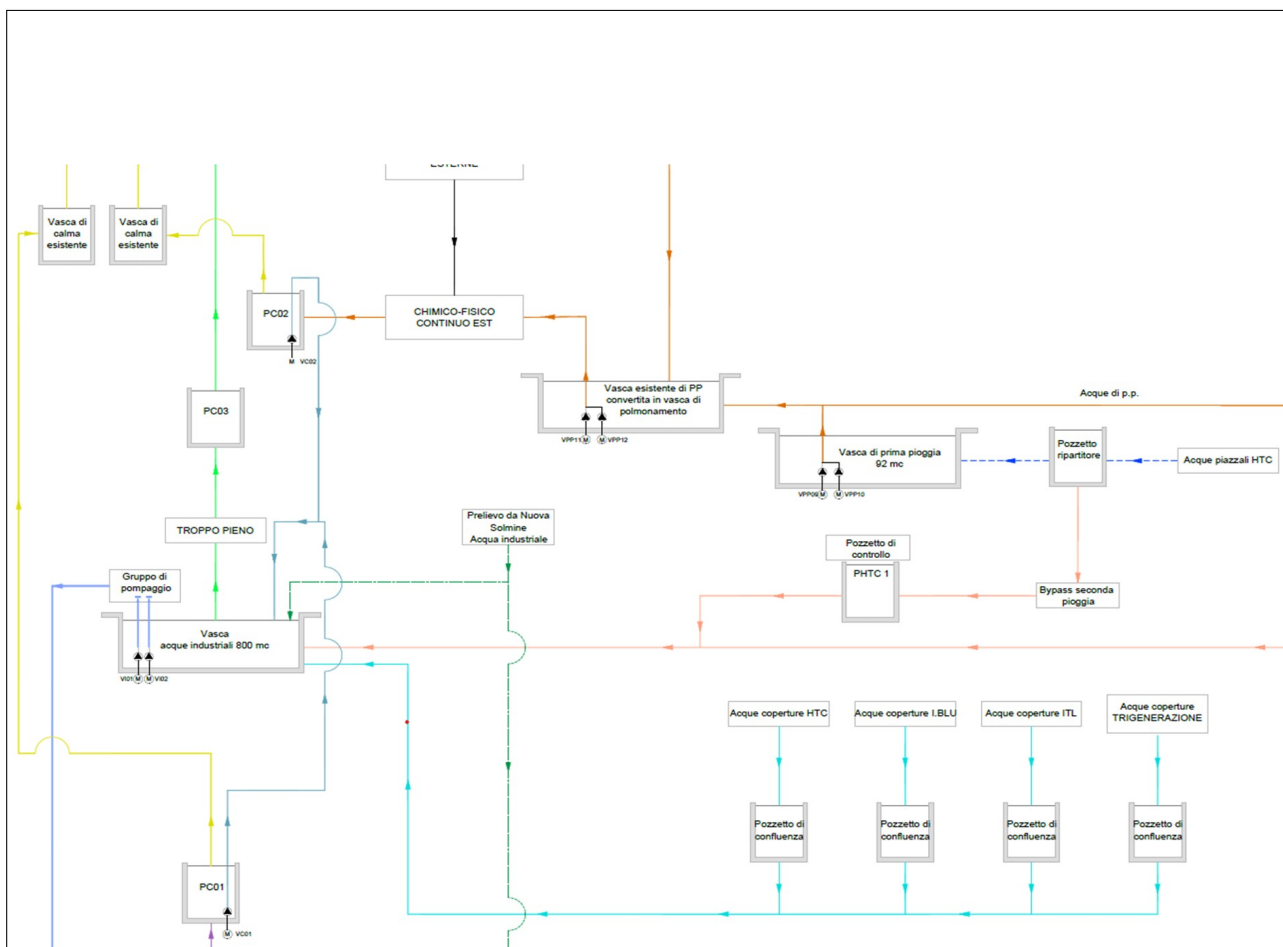 ESTERNE
Vasca di
calma
esistente
Vasca di
calma
esistente
PC02
M VC02
CHIMICO-FISICO
CONTINUO EST
Vasca esistente di PP
convertita in vasca di
polmonamento
VPP11 M M VPP12
PC03
Acque di p.p.
Vasca di prima pioggia
92 mc
VPP09 M M VPP10
Pozzetto
ripartitore
Acque piazzali HTC
TROPPO PIENO
Prelievo da Nuova
Solmine
Acqua industriale
Gruppo di
pompaggio
Pozzetto di
controllo
PHTC 1
Bypass seconda
pioggia
Vasca
acque industriali 800 mc
VI01 M M VI02
Acque coperture HTC
Acque coperture I.BLU
Acque coperture ITL
Acque coperture
TRIGENERAZIONE
Pozzetto di
confluenza
Pozzetto di
confluenza
Pozzetto di
confluenza
Pozzetto di
confluenza
PC01
M VC01